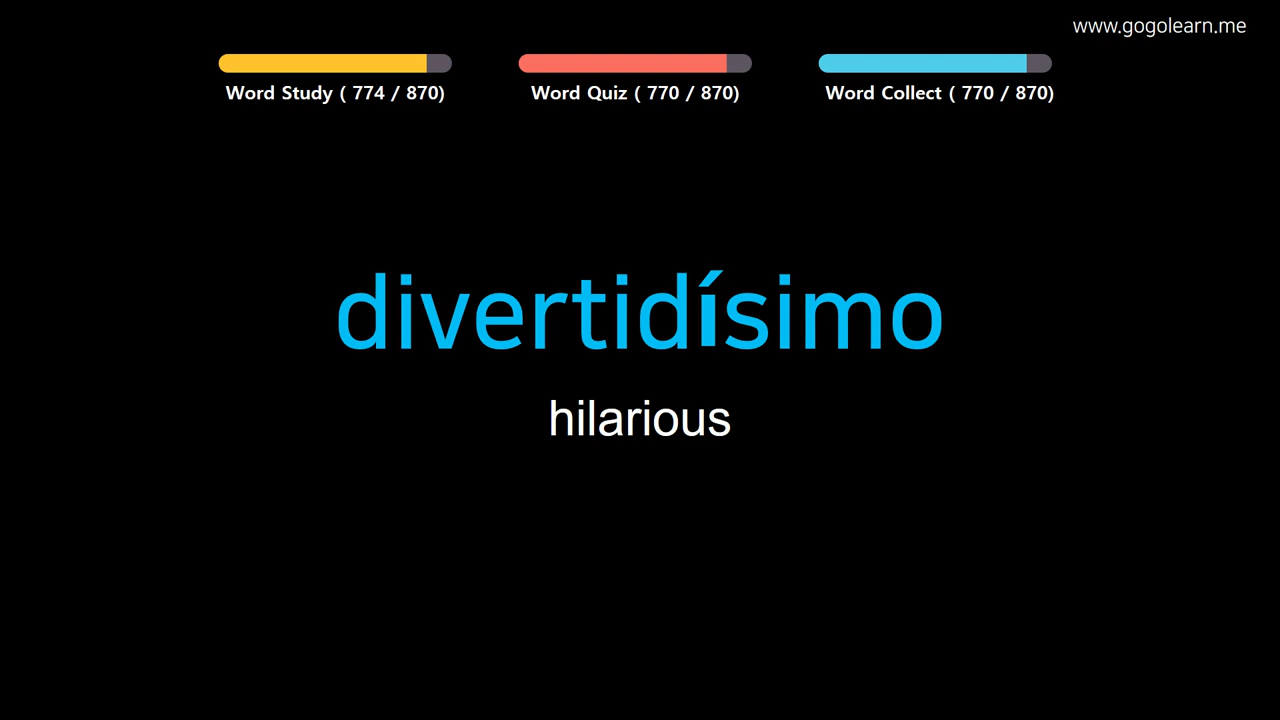 www.gogolearn.me
Word Study ( 774 / 870)
Word Quiz ( 770 / 870)
Word Collect ( 770 / 870)
divertidísimo
hilarious